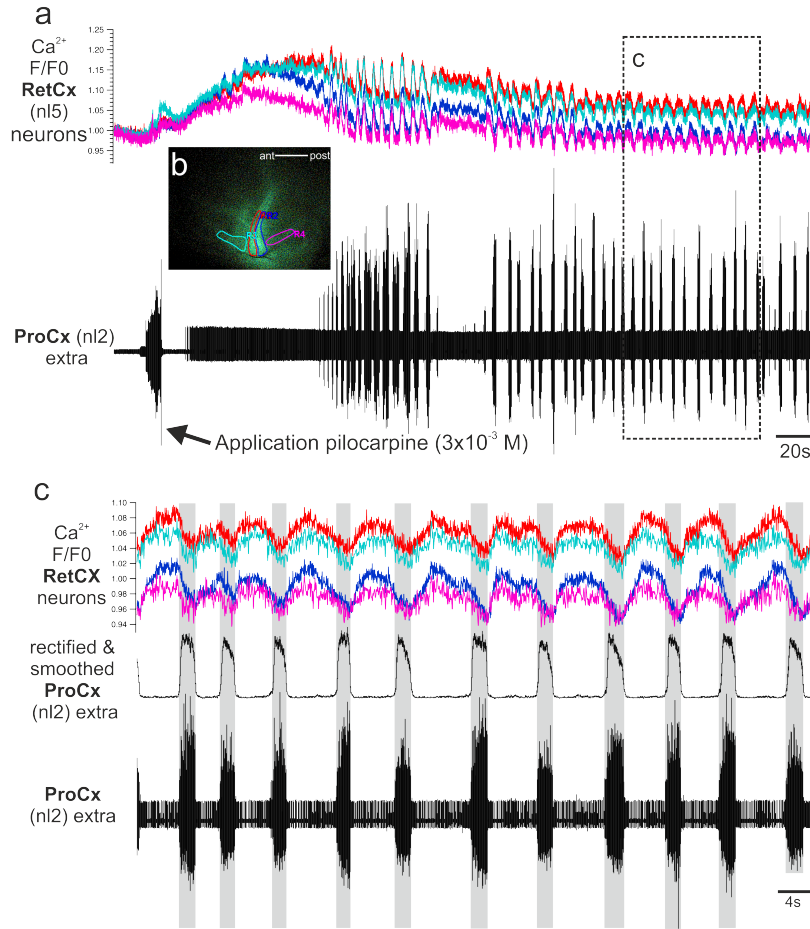 a
Ca²⁺
F/F0
RetCx
(nl5)
neurons
1.25
1.20
1.15
1.10
1.05
1.00
0.95
c
b
ant
post
R2
R4
ProCx (nl2)
extra
Application pilocarpine (3x10⁻³ M)
20s
c
Ca²⁺
F/F0
RetCX
neurons
1.10
1.08
1.06
1.04
1.02
1.00
0.98
0.96
0.94
rectified &
smoothed
ProCx
(nl2) extra
ProCx
(nl2) extra
4s